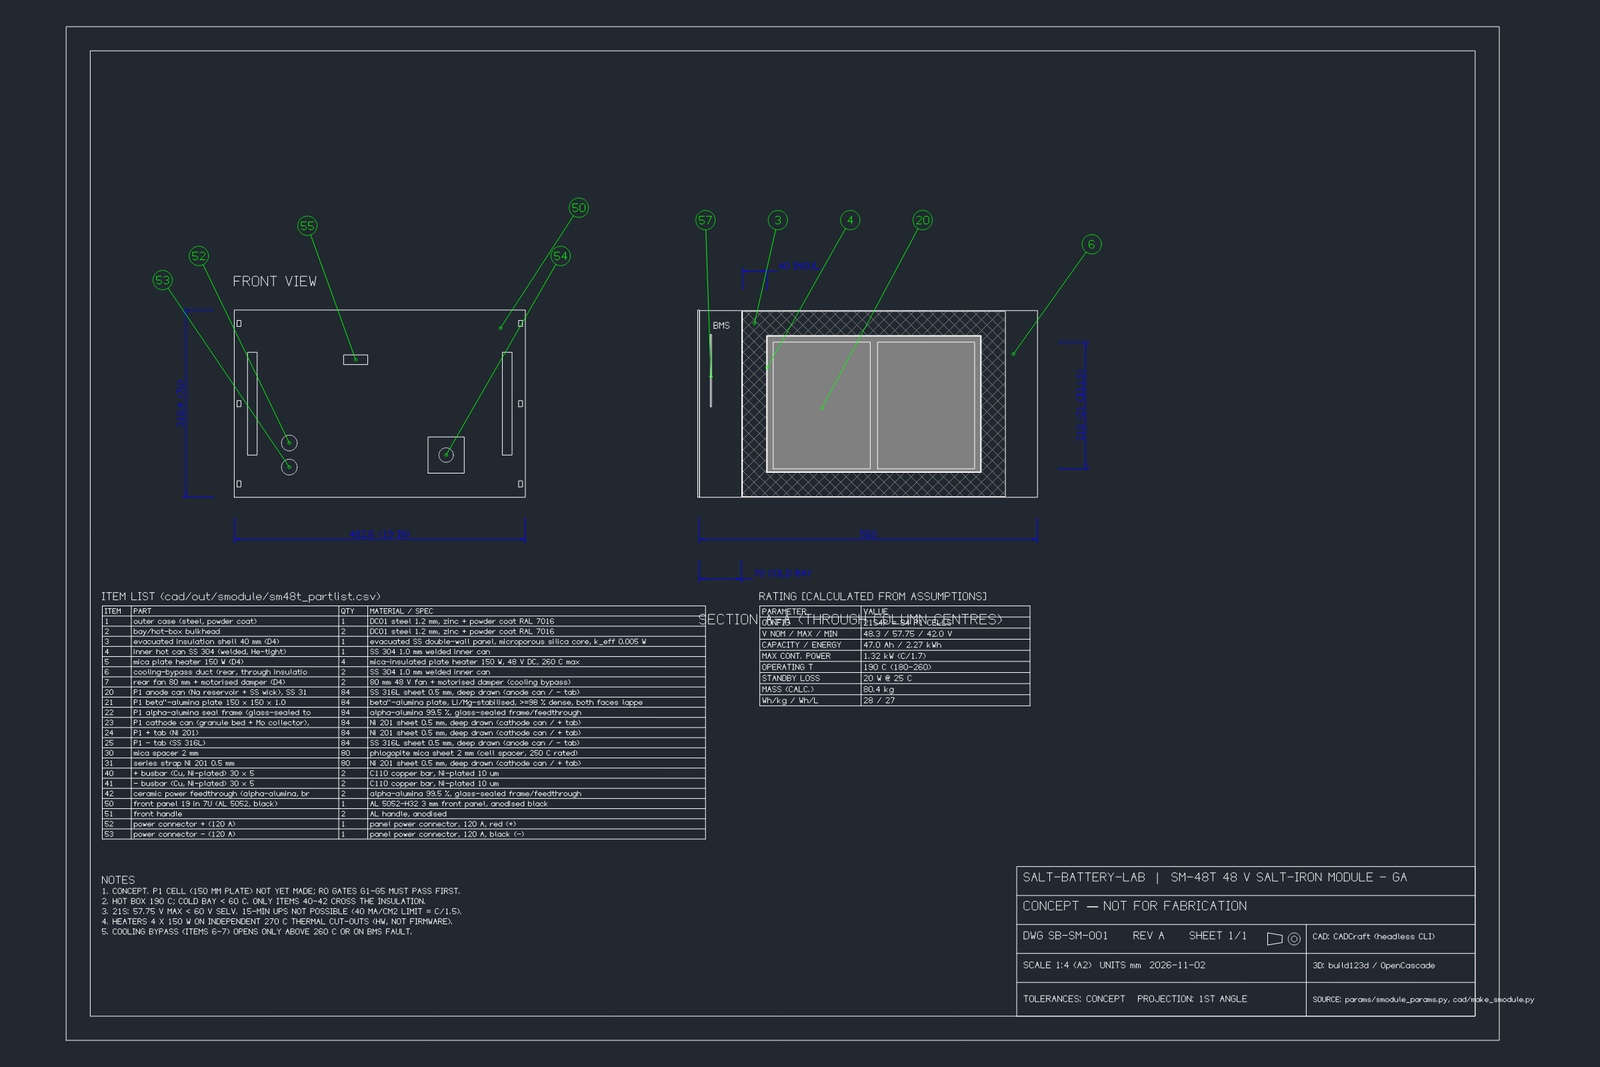 50
55
57
3
4
20
6
52
54
53
FRONT VIEW
BMS
ITEM LIST (cad/out/smodule/sm48t_partlist.csv)
ITEM PART QTY MATERIAL / SPEC
1 outer case (steel, powder coat) 1 DC01 steel 1.2 mm, zinc + powder coat RAL 7016
2 bay/hot-box bulkhead 2 DC01 steel 1.2 mm, zinc + powder coat RAL 7016
3 evacuated insulation shell 40 mm (D4) 1 evacuated SS double-wall panel, microporous silica core, k_eff 0.005 W
4 inner hot can SS 304 (welded, He-tight) 1 SS 304 1.0 mm welded inner can
5 mica plate heater 150 W (D4) 4 mica-insulated plate heater 150 W, 48 V DC, 260 C max
6 cooling-bypass duct (rear, through insulatio 2 SS 304 1.0 mm welded inner can
7 rear fan 80 mm + motorised damper (D4) 2 80 mm 48 V fan + motorised damper (cooling bypass)
20 P1 anode can (Na reservoir + SS wick), SS 31 84 SS 316L sheet 0.5 mm, deep drawn (anode can / - tab)
21 P1 beta"-alumina plate 150 x 150 x 1.0 84 beta"-alumina plate, Li/Mg-stabilised, >=98 % dense, both faces lappe
22 P1 alpha-alumina seal frame (glass-sealed to 84 alpha-alumina 99.5 %, glass-sealed frame/feedthrough
23 P1 cathode can (granule bed + Mo collector), 84 Ni 201 sheet 0.5 mm, deep drawn (cathode can / + tab)
24 P1 + tab (Ni 201) 84 Ni 201 sheet 0.5 mm, deep drawn (cathode can / + tab)
25 P1 - tab (SS 316L) 84 SS 316L sheet 0.5 mm, deep drawn (anode can / - tab)
30 mica spacer 2 mm 80 phlogopite mica sheet 2 mm (cell spacer, 250 C rated)
31 series strap Ni 201 0.5 mm 80 Ni 201 sheet 0.5 mm, deep drawn (cathode can / + tab)
40 + busbar (Cu, Ni-plated) 30 x 5 2 C110 copper bar, Ni-plated 10 um
41 - busbar (Cu, Ni-plated) 30 x 5 2 C110 copper bar, Ni-plated 10 um
42 ceramic power feedthrough (alpha-alumina, br 2 alpha-alumina 99.5 %, glass-sealed frame/feedthrough
50 front panel 19 in 7U (AL 5052, black) 1 AL 5052-H32 3 mm front panel, anodised black
51 front handle 2 AL handle, anodised
52 power connector + (120 A) 1 panel power connector, 120 A, red (+)
53 power connector - (120 A) 1 panel power connector, 120 A, black (-)
RATING [CALCULATED FROM ASSUMPTIONS]
PARAMETER VALUE
SECTION A-A (THROUGH COLUMN CENTRES)
CONFIG 21S4P = 84 P1 CELLS
V NOM / MAX / MIN 48.3 / 57.75 / 42.0 V
CAPACITY / ENERGY 47.0 Ah / 2.27 kWh
MAX CONT. POWER 1.32 kW (C/1.7)
OPERATING T 190 C (180-260)
STANDBY LOSS 20 W @ 25 C
MASS (CALC.) 80.4 kg
Wh/kg / Wh/L 28 / 27
NOTES
1. CONCEPT. P1 CELL (150 MM PLATE) NOT YET MADE; R0 GATES G1-G5 MUST PASS FIRST.
2. HOT BOX 190 C; COLD BAY < 60 C. ONLY ITEMS 40-42 CROSS THE INSULATION.
3. 21S: 57.75 V MAX < 60 V SELV. 15-MIN UPS NOT POSSIBLE (40 MA/CM2 LIMIT = C/1.5).
4. HEATERS 4 X 150 W ON INDEPENDENT 270 C THERMAL CUT-OUTS (HW, NOT FIRMWARE).
5. COOLING BYPASS (ITEMS 6-7) OPENS ONLY ABOVE 260 C OR ON BMS FAULT.
SALT-BATTERY-LAB | SM-48T 48 V SALT-IRON MODULE - GA
CONCEPT — NOT FOR FABRICATION
DWG SB-SM-001 REV A SHEET 1/1
CAD: CADCraft (headless CLI)
SCALE 1:4 (A2) UNITS mm 2026-11-02
3D: build123d / OpenCascade
TOLERANCES: CONCEPT PROJECTION: 1ST ANGLE
SOURCE: params/smodule_params.py, cad/make_smodule.py